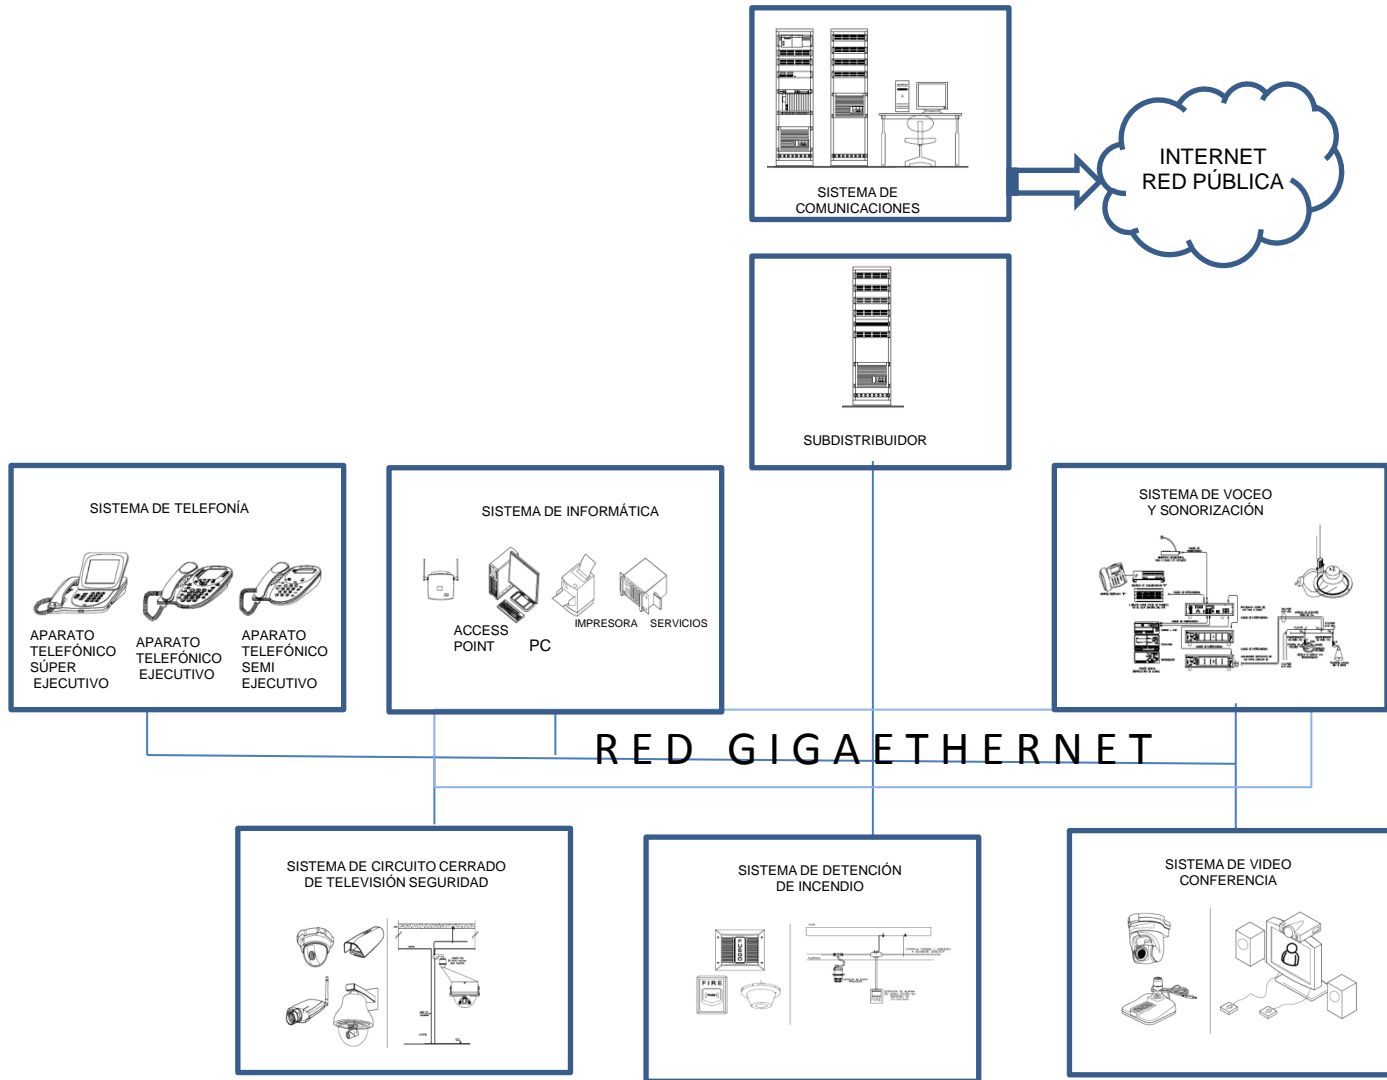 SISTEMA DE
COMUNICACIONES
INTERNET
RED PÚBLICA
SUBDISTRIBUIDOR
SISTEMA DE TELEFONÍA
APARATO
TELEFÓNICO
SÚPER
EJECUTIVO
APARATO
TELEFÓNICO
EJECUTIVO
APARATO
TELEFÓNICO
SEMI
EJECUTIVO
SISTEMA DE INFORMÁTICA
ACCESS
POINT
PC
IMPRESORA
SERVICIOS
SISTEMA DE VOCEO
Y SONORIZACIÓN
RED GIGAETHERNET
SISTEMA DE CIRCUITO CERRADO
DE TELEVISIÓN SEGURIDAD
SISTEMA DE DETENCIÓN
DE INCENDIO
FUEGO
FIRE
FIRE
SISTEMA DE VIDEO
CONFERENCIA